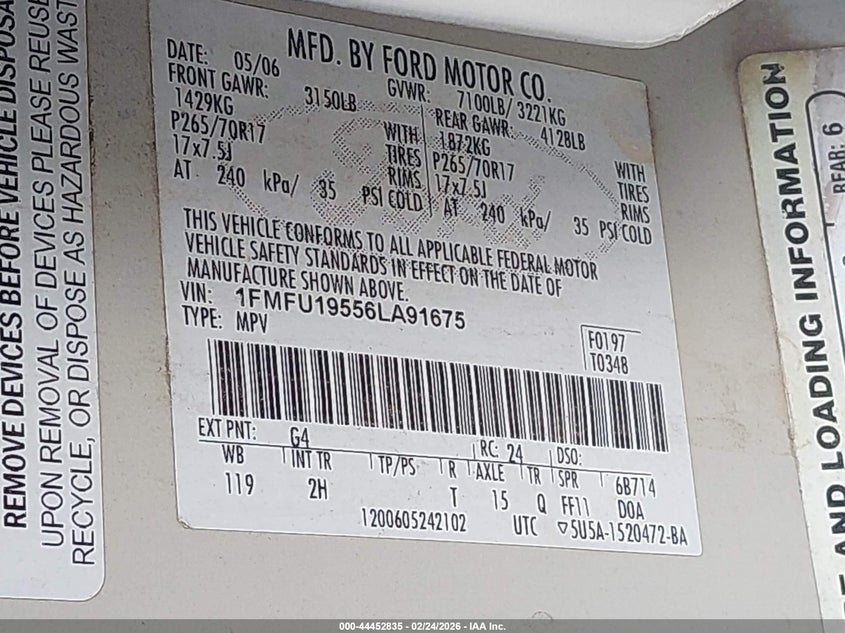 REMOVE DEVICES BEFORE VEHICLE DISPOSA
UPON REMOVAL OF DEVICES PLEASE REUSE
RECYCLE, OR DISPOSE AS HAZARDOUS WAST
MFD. BY FORD MOTOR CO.
DATE: 05/06 GVWR: 7100LB/ 3221KG
FRONT GAWR: 3150LB REAR GAWR: 4128LB
1429KG WITH 1872KG WITH
P265/70R17 TIRES P265/70R17 TIRES
17x7.5J RIMS 17x7.5J RIMS
AT 240 kPa/ 35 PSI COLD AT 240 kPa/ 35 PSI COLD
THIS VEHICLE CONFORMS TO ALL APPLICABLE FEDERAL MOTOR
VEHICLE SAFETY STANDARDS IN EFFECT ON THE DATE OF
MANUFACTURE SHOWN ABOVE.
VIN: 1FMFU19556LA91675
TYPE: MPV
F0197
T0348
EXT PNT: G4 RC: 24 DSO:
WB INT TR TP/PS R AXLE TR SPR 6B714
119 2H T 15 Q FF11 DOA
1200605242102 UTC ▽5U5A-1520472-BA
AND LOADING INFORMATION
REAR: 6
000-44452835 - 02/24/2026 - IAA Inc.